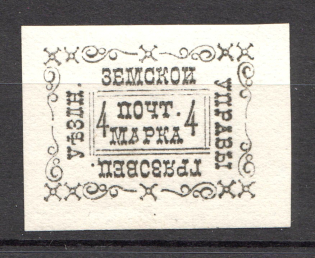 ЗЕМСКОЙ
УѢЗДН.
4 ПОЧТ. 4
МАРКА
УПРАВЫ
ГРЯЗОВЕЦ.